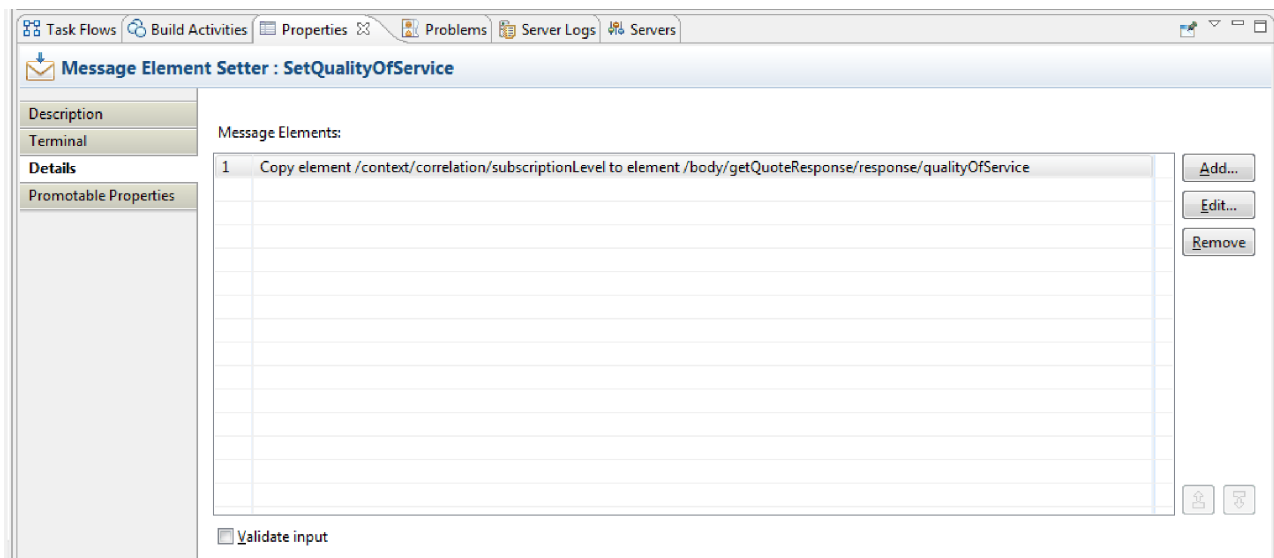 Task Flows Build Activities Properties Problems Server Logs Servers
Message Element Setter : SetQualityOfService
Description
Terminal
Details
Promotable Properties
Message Elements:
1 Copy element /context/correlation/subscriptionLevel to element /body/getQuoteResponse/response/qualityOfService
Add...
Edit...
Remove
Validate input